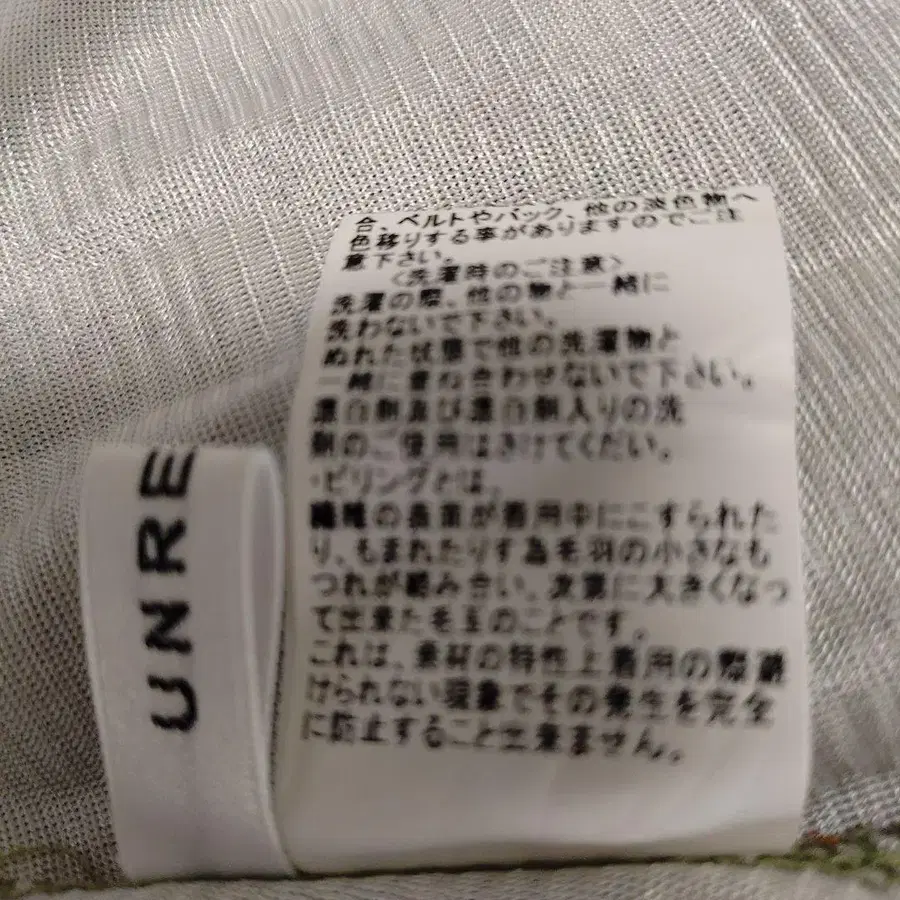 合、ベルトやバック、他の淡色物へ
色移りする事がありますのでご注
意下さい。
〈洗濯時のご注意〉
洗濯の際、他の物と一緒に
洗わないで下さい。
ぬれた状態で他の洗濯物と
一緒に重ね合わせないで下さい。
漂白剤及び漂白剤入りの洗
剤のご使用はさけてくだい。
・ピリングとは、
繊維の表面が着用中にこすられた
り、もまれたりす為毛羽の小さなも
つれが絡み合い、次第に大きくなっ
て出来た毛玉のことです。
これは、素材の特性上着用の際避
けられない現象でその発生を完全
に防止すること出来ません。
UNRE